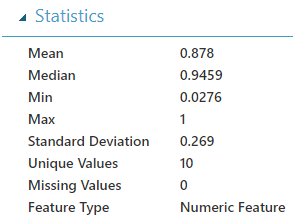 Statistics
Mean 0.878
Median 0.9459
Min 0.0276
Max 1
Standard Deviation 0.269
Unique Values 10
Missing Values 0
Feature Type Numeric Feature